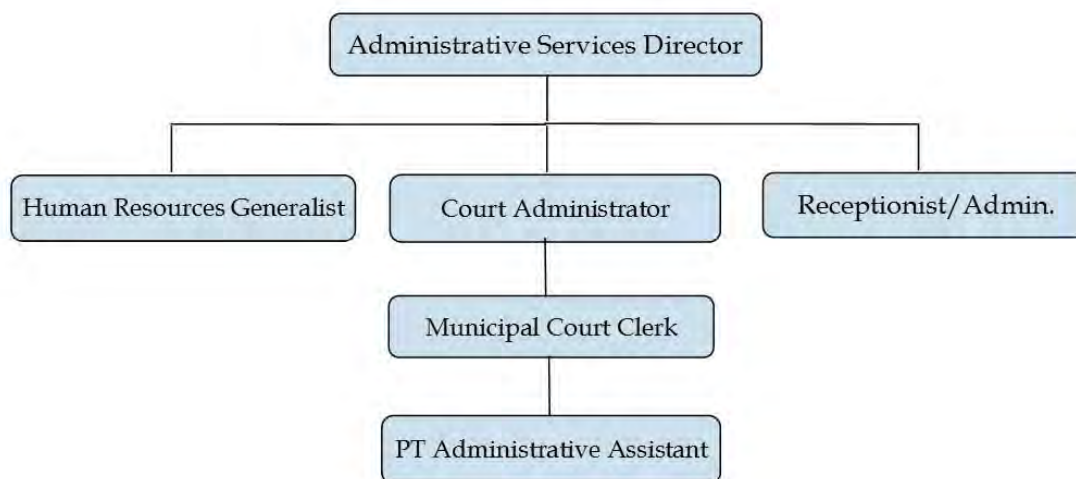 Administrative Services Director
Human Resources Generalist
Court Administrator
Receptionist/Admin.
Municipal Court Clerk
PT Administrative Assistant